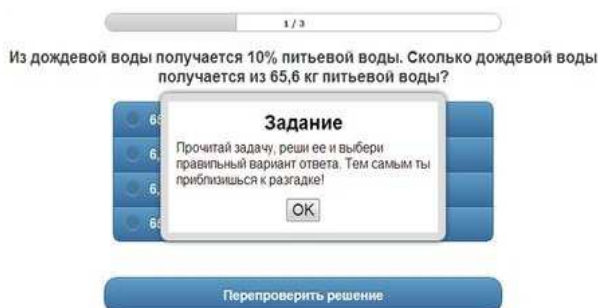 1 / 3
Из дождевой воды получается 10% питьевой воды. Сколько дождевой воды
получается из 65,6 кг питьевой воды?
Задание
Прочитай задачу, реши ее и выбери
правильный вариант ответа. Тем самым ты
приблизишься к разгадке!
OK
Перепроверить решение